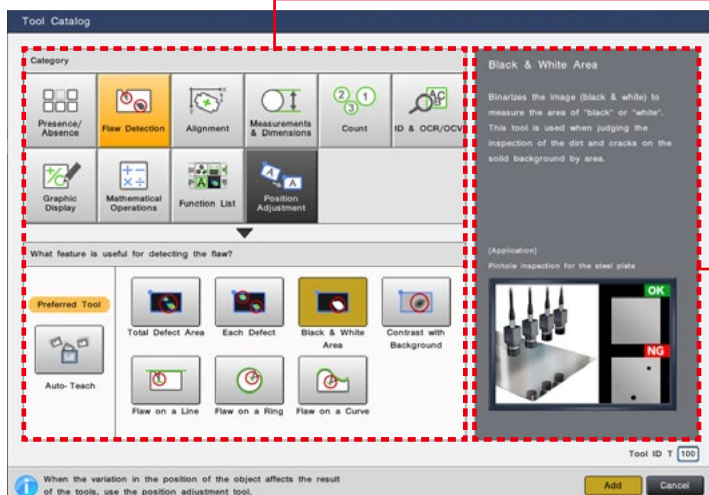 Tool Catalog
Category
Presence/
Absence
Flaw Detection
Alignment
Measurements
& Dimensions
Count
ID & OCR/OCV
Graphic
Display
Mathematical
Operations
Function List
Position
Adjustment
What feature is useful for detecting the flaw?
Preferred Tool
Auto- Teach
Total Defect Area
Each Defect
Black & White
Area
Contrast with
Background
Flaw on a Line
Flaw on a Ring
Flaw on a Curve
Black & White Area
Binarizes the image (black & white) to
measure the area of "black" or "white".
This tool is used when judging the
inspection of the dirt and cracks on the
solid background by area.
[Application]
Pinhole inspection for the steel plate
OK
NG
Tool ID T 100
When the variation in the position of the object affects the result
of the tools, use the position adjustment tool.
Add
Cancel